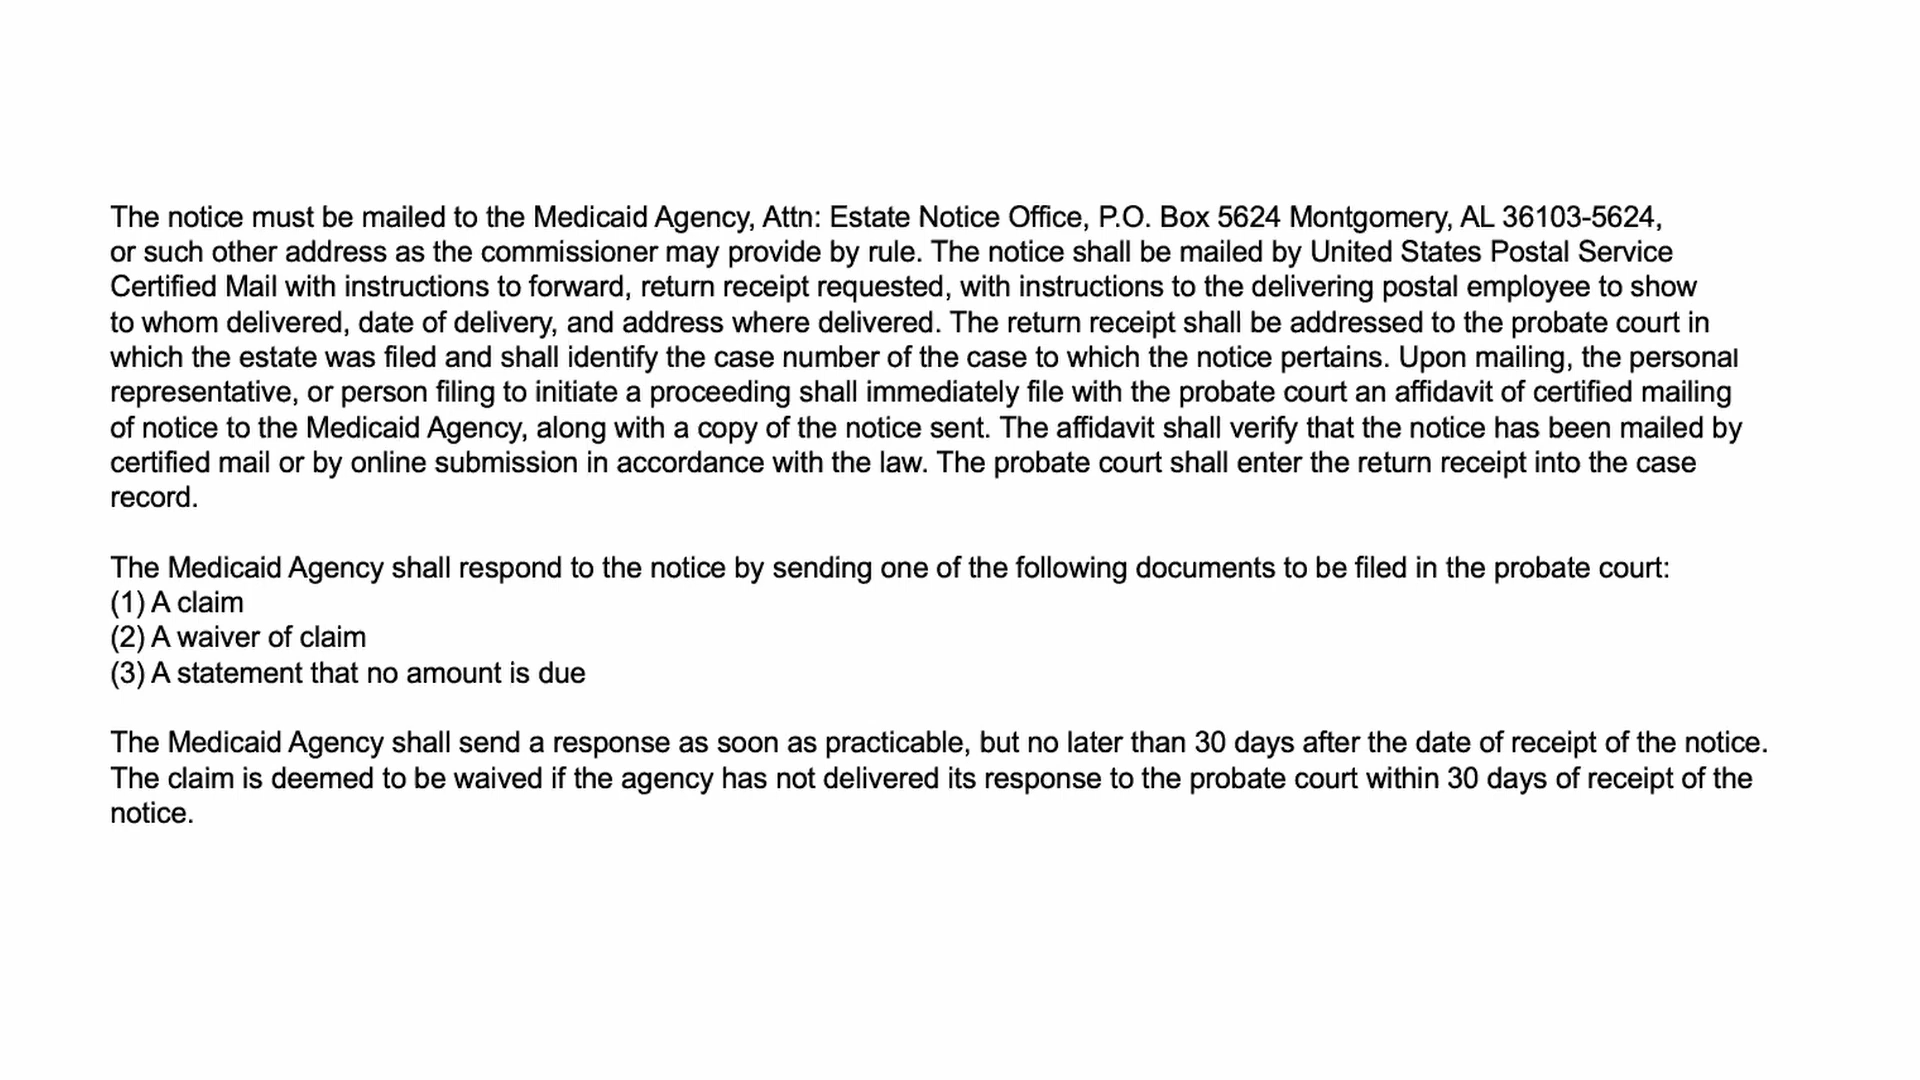 The notice must be mailed to the Medicaid Agency, Attn: Estate Notice Office, P.O. Box 5624 Montgomery, AL 36103-5624,
or such other address as the commissioner may provide by rule. The notice shall be mailed by United States Postal Service
Certified Mail with instructions to forward, return receipt requested, with instructions to the delivering postal employee to show
to whom delivered, date of delivery, and address where delivered. The return receipt shall be addressed to the probate court in
which the estate was filed and shall identify the case number of the case to which the notice pertains. Upon mailing, the personal
representative, or person filing to initiate a proceeding shall immediately file with the probate court an affidavit of certified mailing
of notice to the Medicaid Agency, along with a copy of the notice sent. The affidavit shall verify that the notice has been mailed by
certified mail or by online submission in accordance with the law. The probate court shall enter the return receipt into the case
record.
The Medicaid Agency shall respond to the notice by sending one of the following documents to be filed in the probate court:
(1) A claim
(2) A waiver of claim
(3) A statement that no amount is due
The Medicaid Agency shall send a response as soon as practicable, but no later than 30 days after the date of receipt of the notice.
The claim is deemed to be waived if the agency has not delivered its response to the probate court within 30 days of receipt of the
notice.